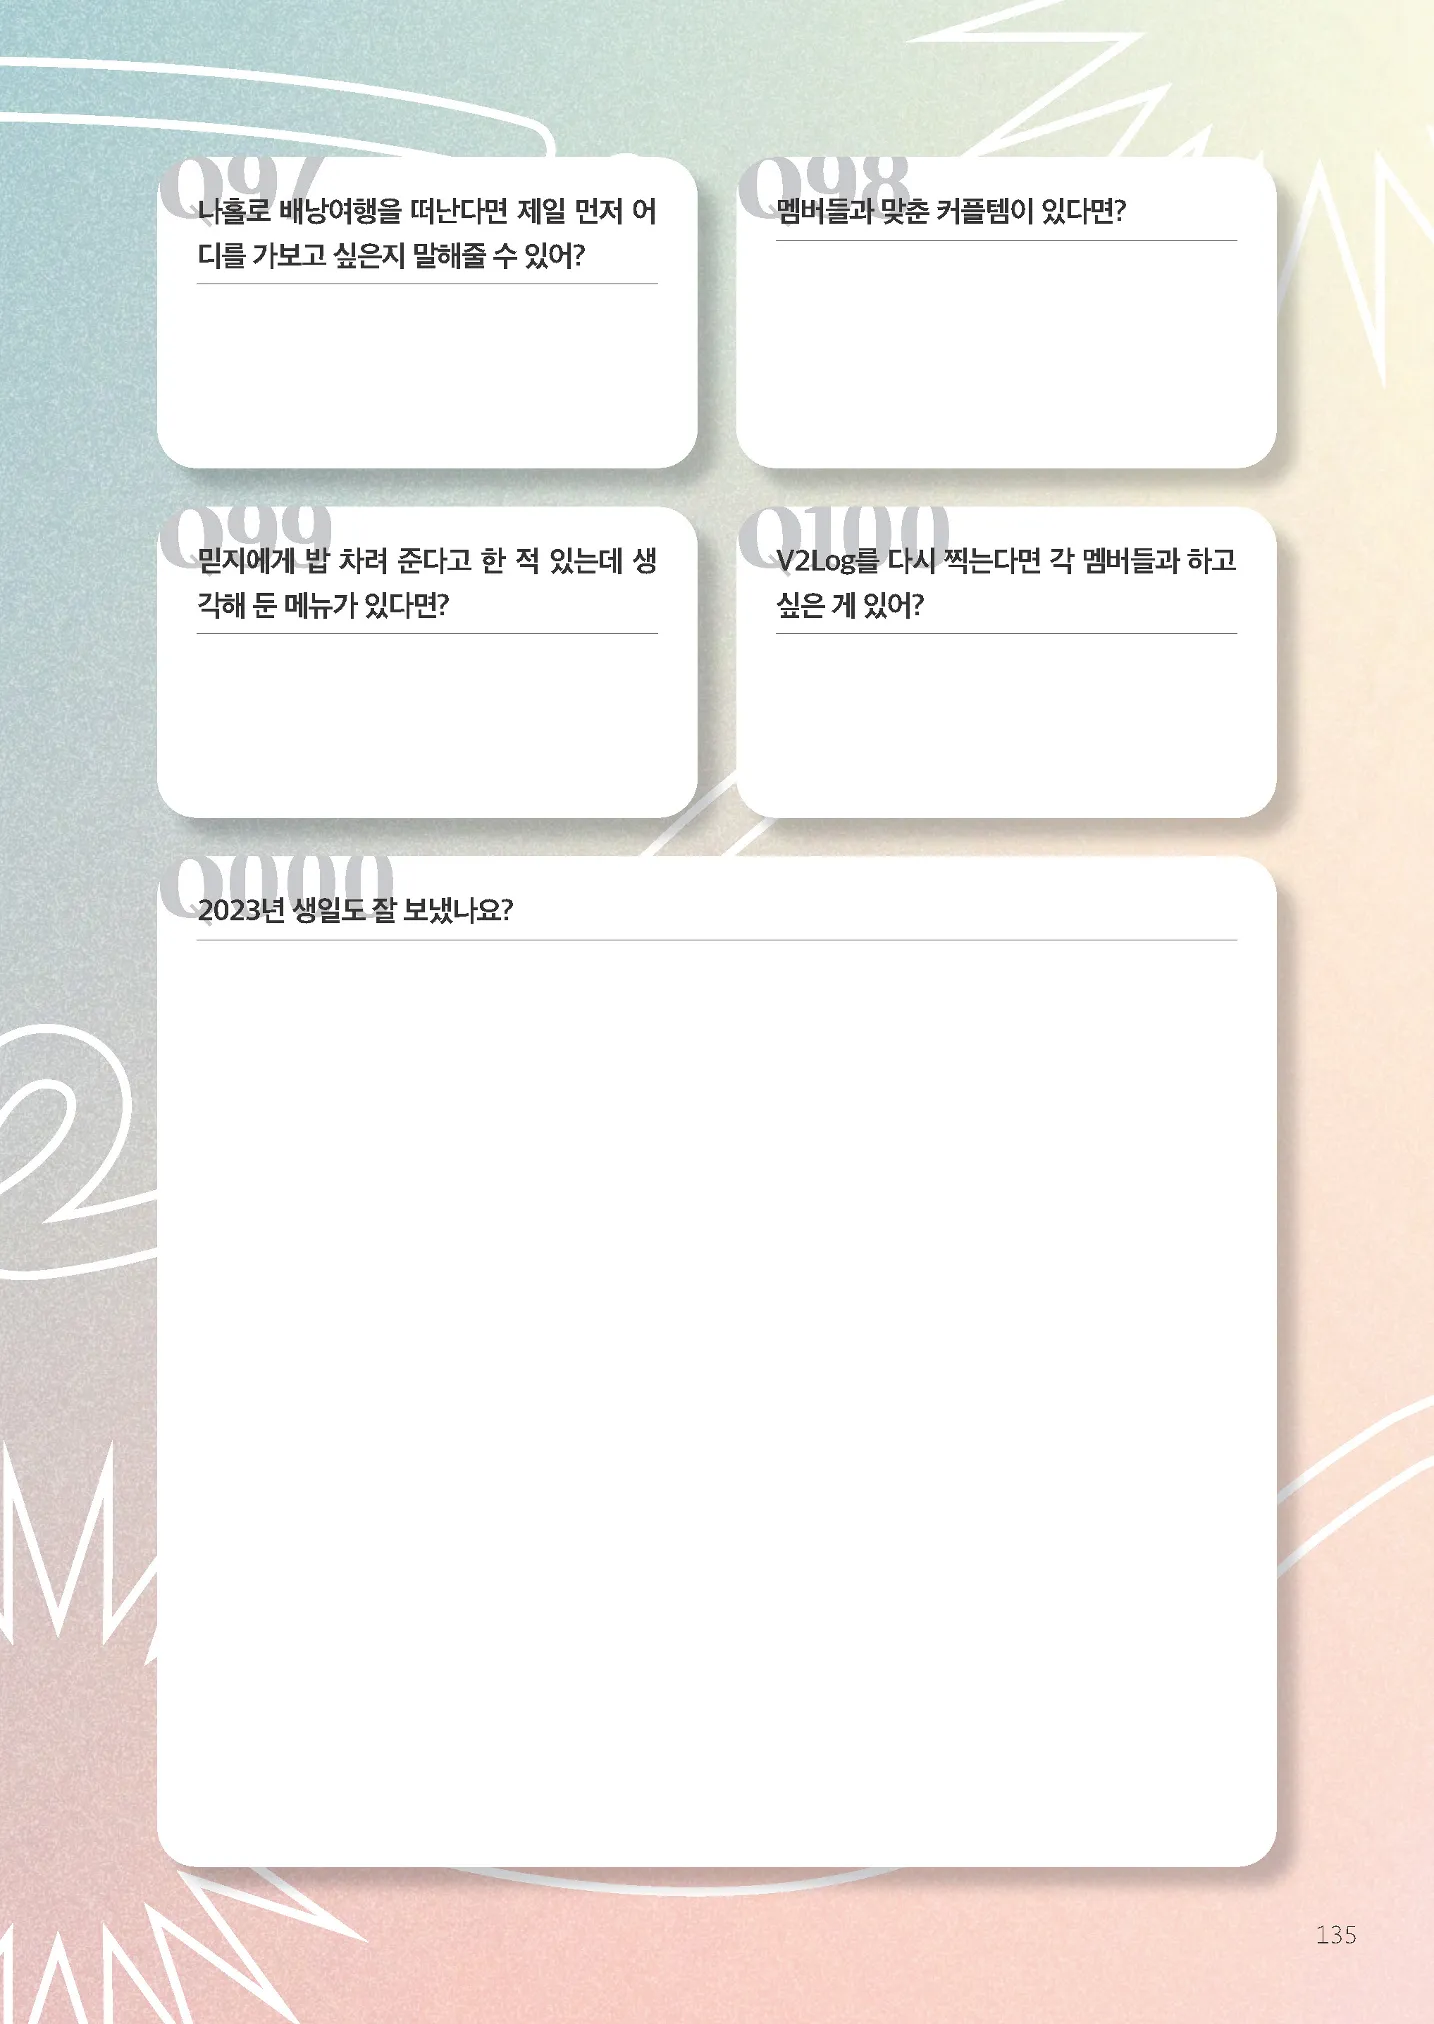 Q97
나홀로 배낭여행을 떠난다면 제일 먼저 어
디를 가보고 싶은지 말해줄 수 있어?
Q98
멤버들과 맞춘 커플템이 있다면?
Q99
믿지에게 밥 차려 준다고 한 적 있는데 생
각해 둔 메뉴가 있다면?
Q100
V2Log를 다시 찍는다면 각 멤버들과 하고
싶은 게 있어?
Q000
2023년 생일도 잘 보냈나요?
135